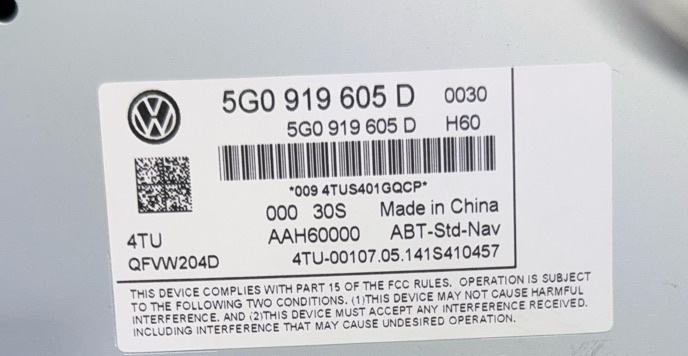 5G0 919 605 D 0030
5G0 919 605 D H60
*009 4TUS401GQCP*
000 30S Made in China
4TU AAH60000 ABT-Std-Nav
QFVW204D 4TU-00107.05.141S410457
THIS DEVICE COMPLIES WITH PART 15 OF THE FCC RULES. OPERATION IS SUBJECT
TO THE FOLLOWING TWO CONDITIONS. (1)THIS DEVICE MAY NOT CAUSE HARMFUL
INTERFERENCE. AND (2)THIS DEVICE MUST ACCEPT ANY INTERFERENCE RECEIVED.
INCLUDING INTERFERENCE THAT MAY CAUSE UNDESIRED OPERATION.